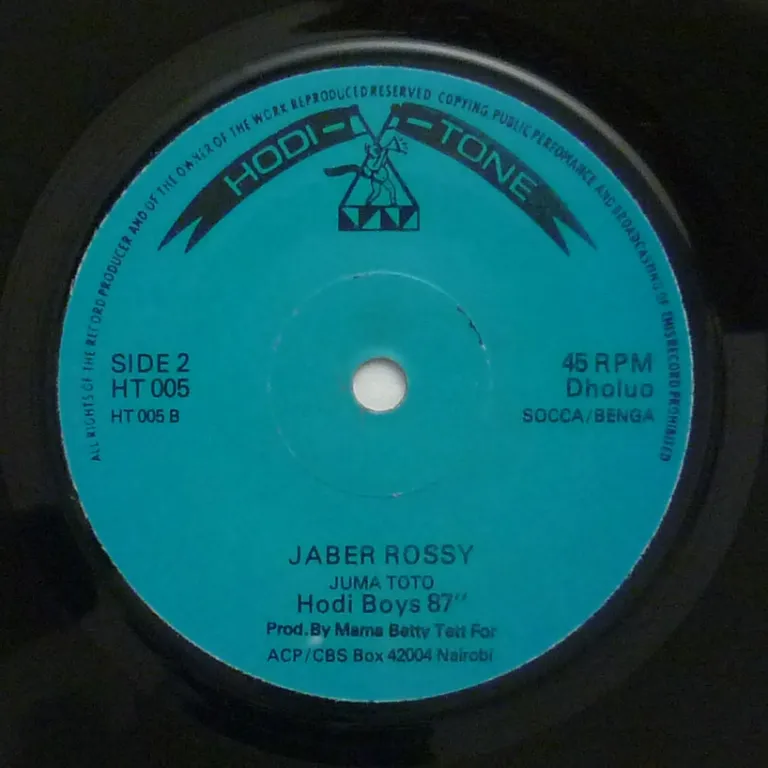 ALL RIGHTS OF THE RECORD PRODUCER AND OF THE OWNER OF THE WORK REPRODUCED RESERVED COPYING, PUBLIC PERFOPMANCE AND BROADCASTING OF THIS RECORD PROHIBITED
HODI-TONE
SIDE 2
HT 005
HT 005 B
45 RPM
Dholuo
SOCCA/BENGA
JABER ROSSY
JUMA TOTO
Hodi Boys 87"
Prod. By Mama Betty Tett For
ACP/CBS Box 42004 Nairobi